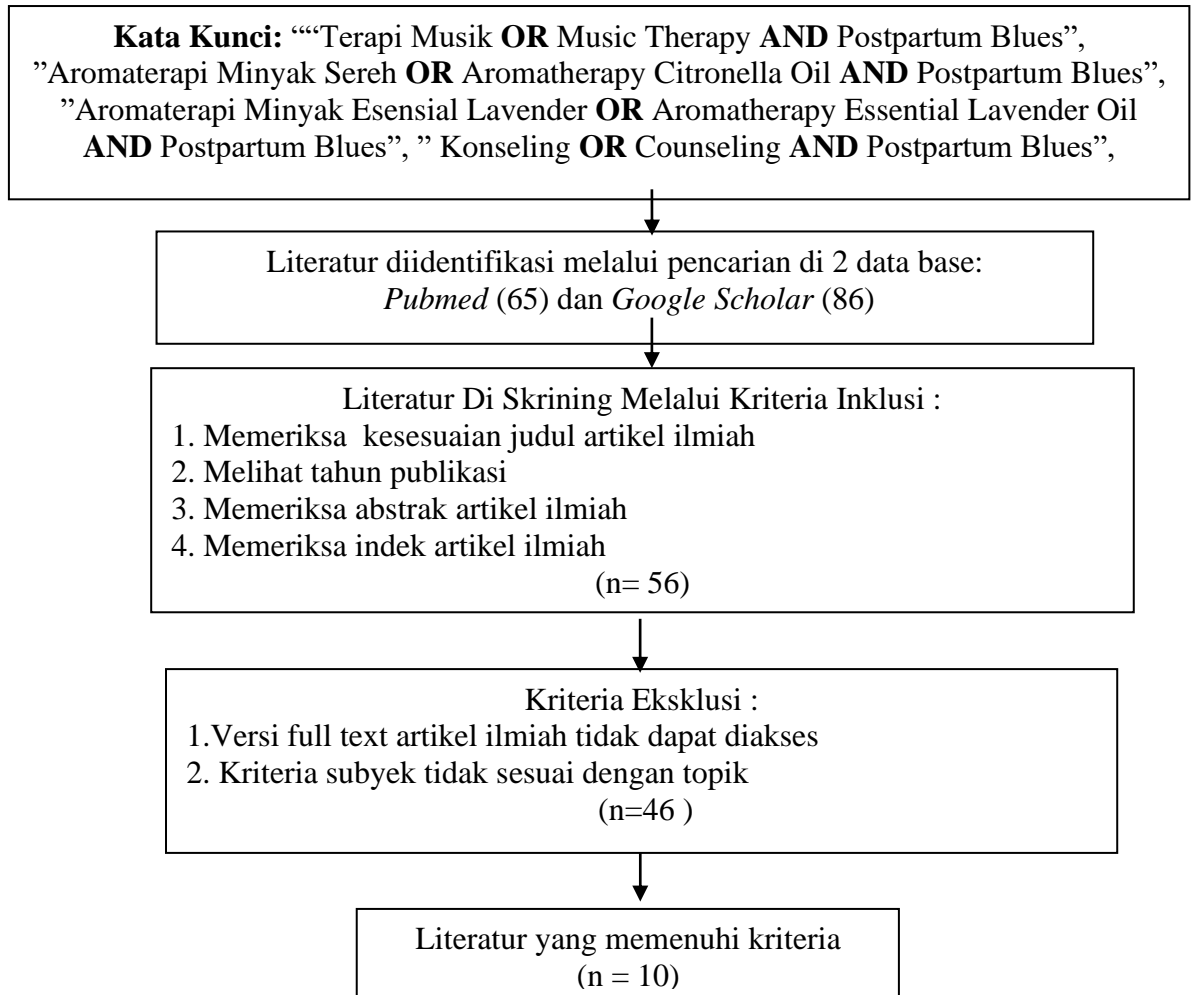 Kata Kunci: ““Terapi Musik OR Music Therapy AND Postpartum Blues”,
”Aromaterapi Minyak Sereh OR Aromatherapy Citronella Oil AND Postpartum Blues”,
”Aromaterapi Minyak Esensial Lavender OR Aromatherapy Essential Lavender Oil
AND Postpartum Blues”, ” Konseling OR Counseling AND Postpartum Blues”,
Literatur diidentifikasi melalui pencarian di 2 data base:
Pubmed (65) dan Google Scholar (86)
Literatur Di Skrining Melalui Kriteria Inklusi :
1. Memeriksa kesesuaian judul artikel ilmiah
2. Melihat tahun publikasi
3. Memeriksa abstrak artikel ilmiah
4. Memeriksa indek artikel ilmiah
(n= 56)
Kriteria Eksklusi :
1.Versi full text artikel ilmiah tidak dapat diakses
2. Kriteria subyek tidak sesuai dengan topik
(n=46 )
Literatur yang memenuhi kriteria
(n = 10)